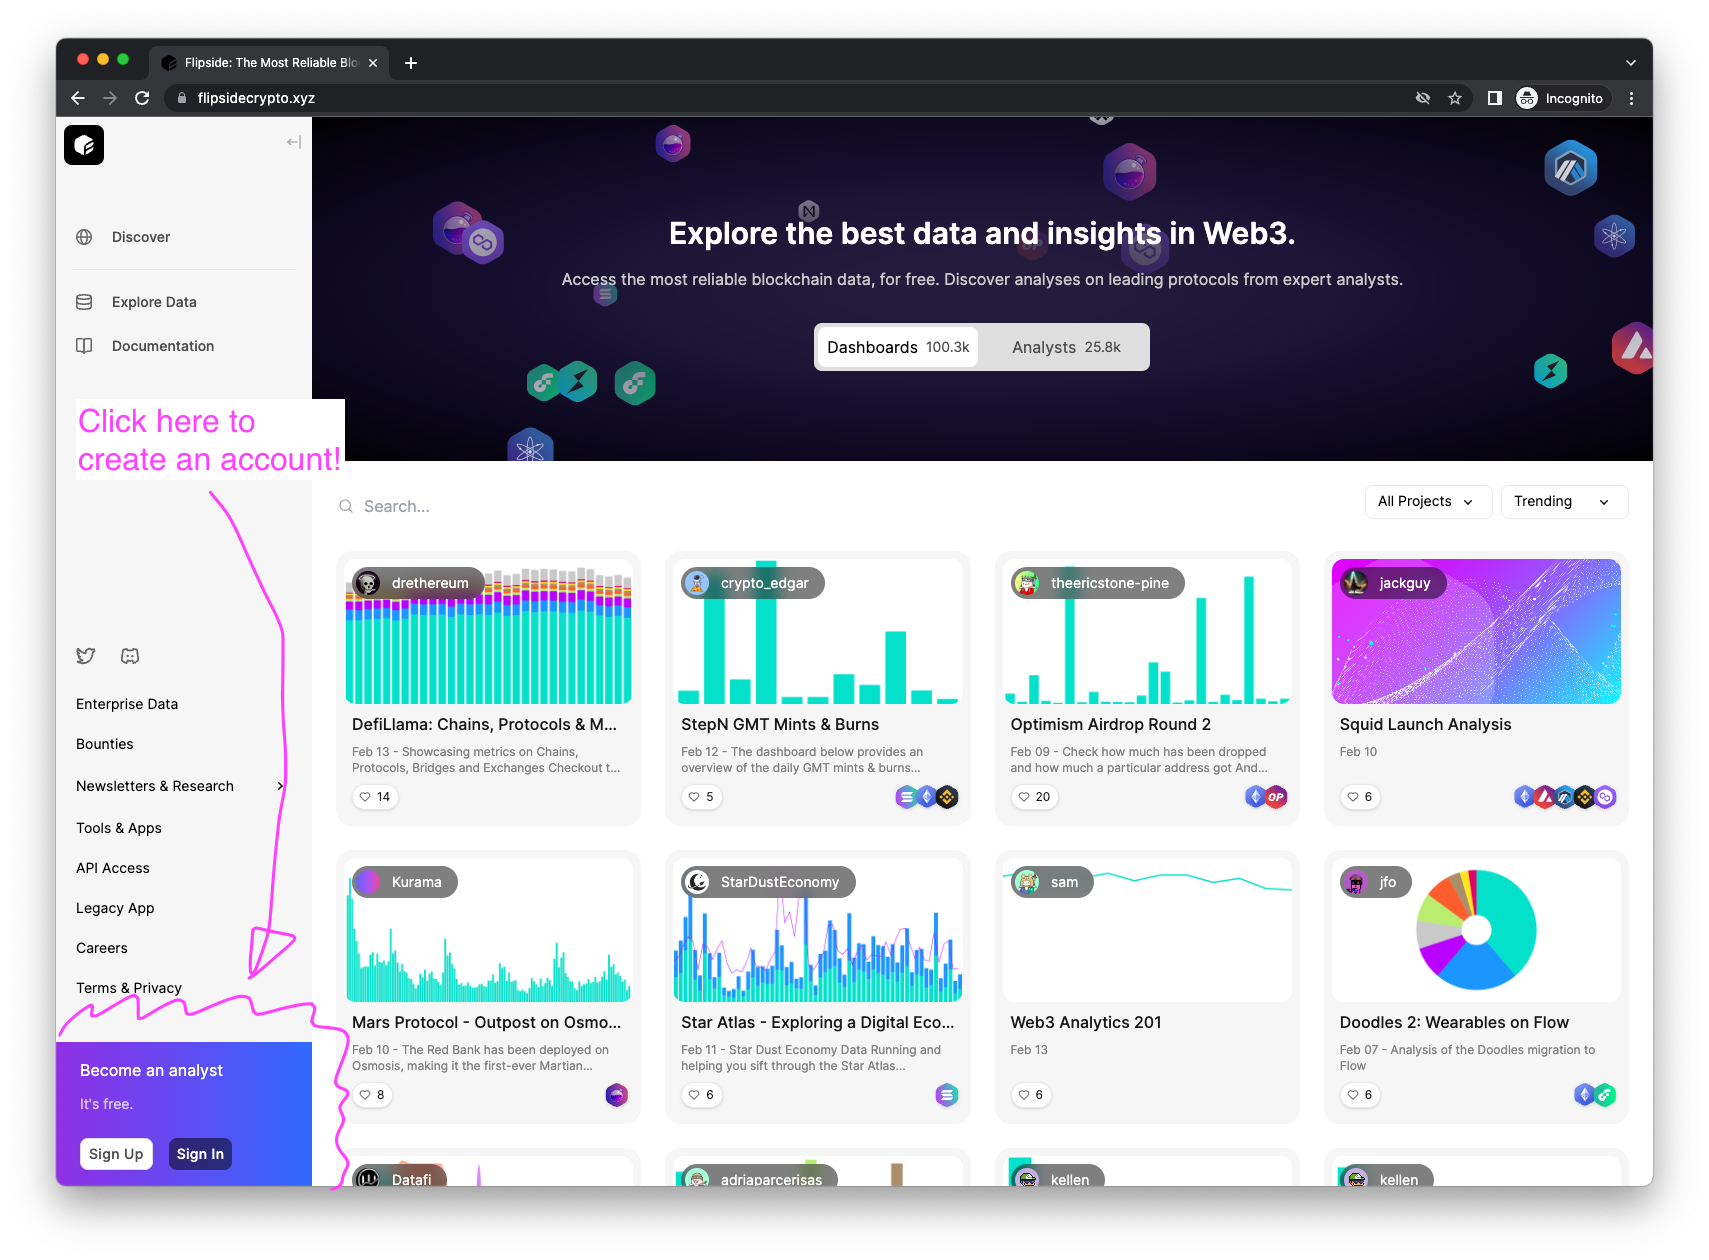 Flipside: The Most Reliable Blo
flipsidecrypto.xyz
Incognito
Discover
Explore Data
Documentation
Click here to
create an account!
Enterprise Data
Bounties
Newsletters & Research
Tools & Apps
API Access
Legacy App
Careers
Terms & Privacy
Become an analyst
It's free.
Sign Up Sign In
Explore the best data and insights in Web3.
Access the most reliable blockchain data, for free. Discover analyses on leading protocols from expert analysts.
Dashboards 100.3k Analysts 25.8k
Search...
All Projects Trending
drethereum
DefiLlama: Chains, Protocols & M...
Feb 13 - Showcasing metrics on Chains,
Protocols, Bridges and Exchanges Checkout t...
14
crypto_edgar
StepN GMT Mints & Burns
Feb 12 - The dashboard below provides an
overview of the daily GMT mints & burns...
5
theericstone-pine
Optimism Airdrop Round 2
Feb 09 - Check how much has been dropped
and how much a particular address got And...
20
OP
jackguy
Squid Launch Analysis
Feb 10
6
Kurama
Mars Protocol - Outpost on Osmo...
Feb 10 - The Red Bank has been deployed on
Osmosis, making it the first-ever Martian...
8
StarDustEconomy
Star Atlas - Exploring a Digital Eco...
Feb 11 - Star Dust Economy Data Running and
helping you sift through the Star Atlas...
6
sam
Web3 Analytics 201
Feb 13
6
jfo
Doodles 2: Wearables on Flow
Feb 07 - Analysis of the Doodles migration to
Flow
6
Datafi
adriaparcerisas
kellen
kellen